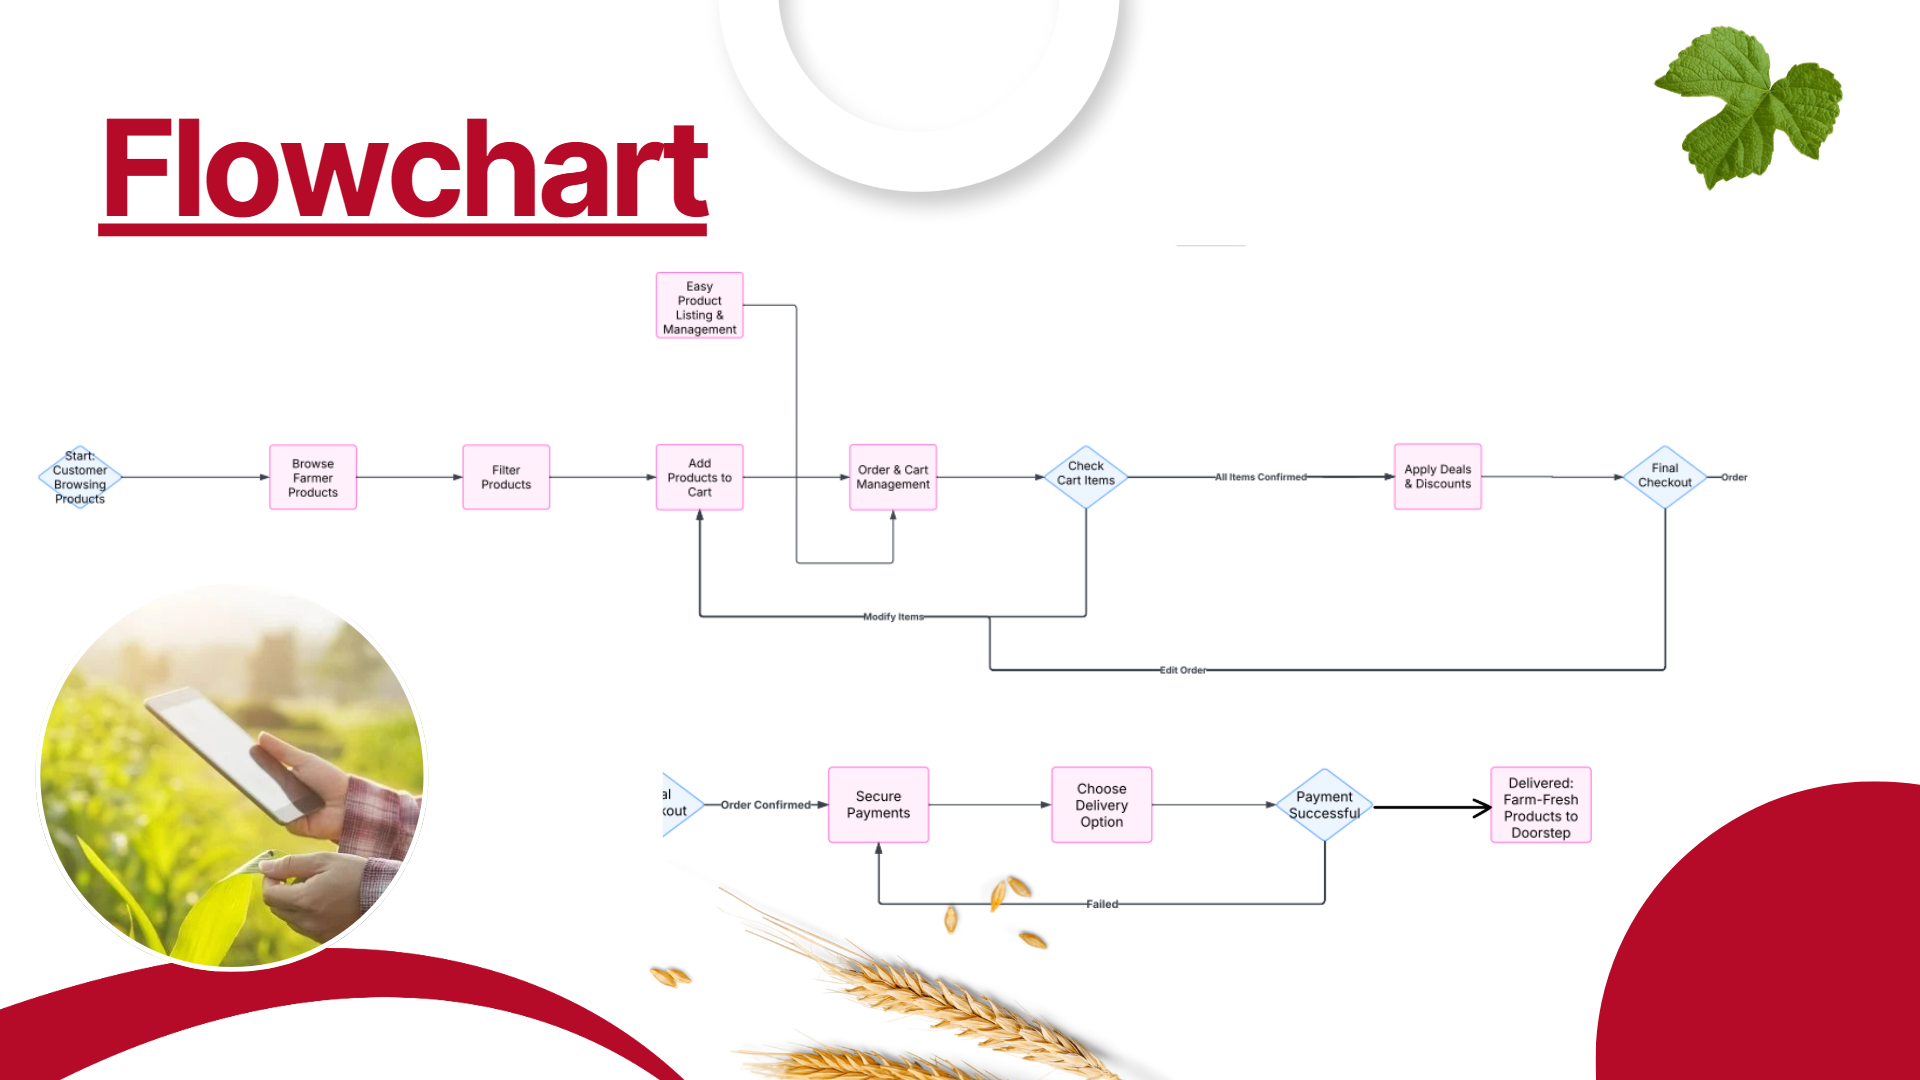 Flowchart
Easy
Product
Listing &
Management
Start:
Customer
Browsing
Products
Browse
Farmer
Products
Filter
Products
Add
Products to
Cart
Order & Cart
Management
Check
Cart Items
All Items Confirmed
Apply Deals
& Discounts
Final
Checkout
Order
Modify Items
Edit Order
al
kout
Order Confirmed
Secure
Payments
Choose
Delivery
Option
Payment
Successful
Delivered:
Farm-Fresh
Products to
Doorstep
Failed